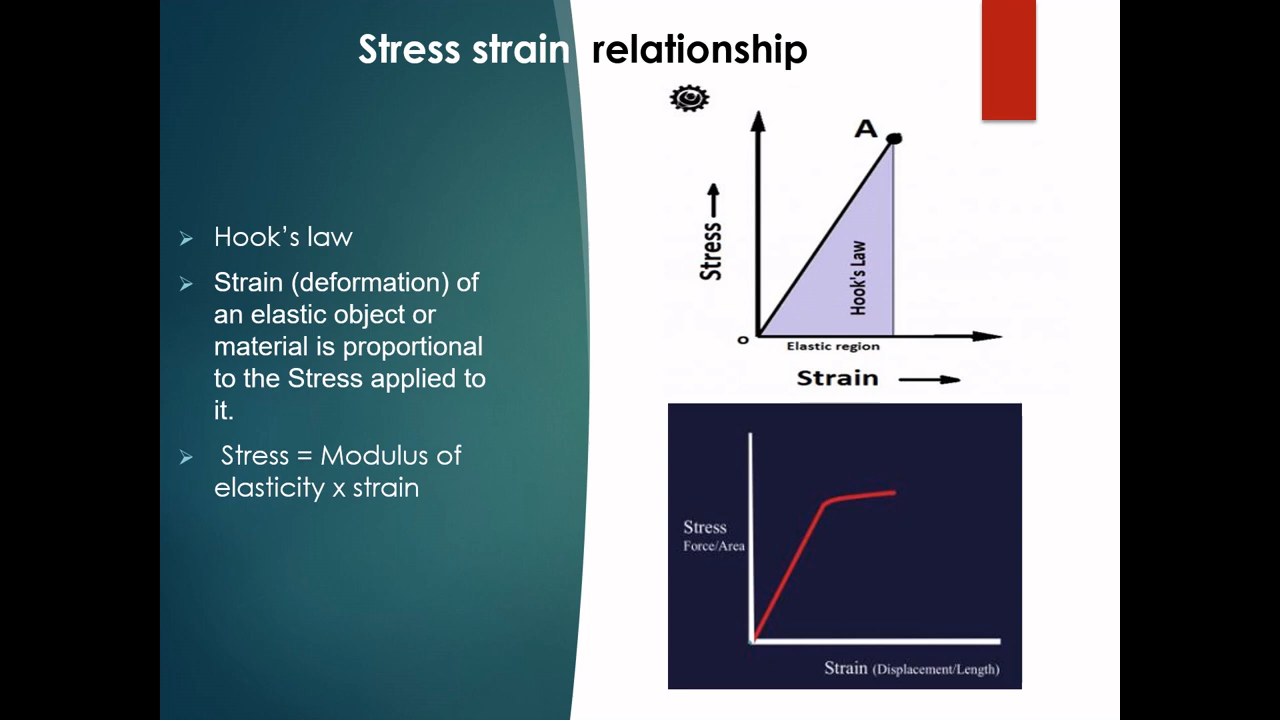 Stress strain relationship
Hook's law
Strain (deformation) of
an elastic object or
material is proportional
to the Stress applied to
it.
Stress = Modulus of
elasticity x strain
A
Stress
Hook's Law
o
Elastic region
Strain
Stress
Force/Area
Strain (Displacement/Length)